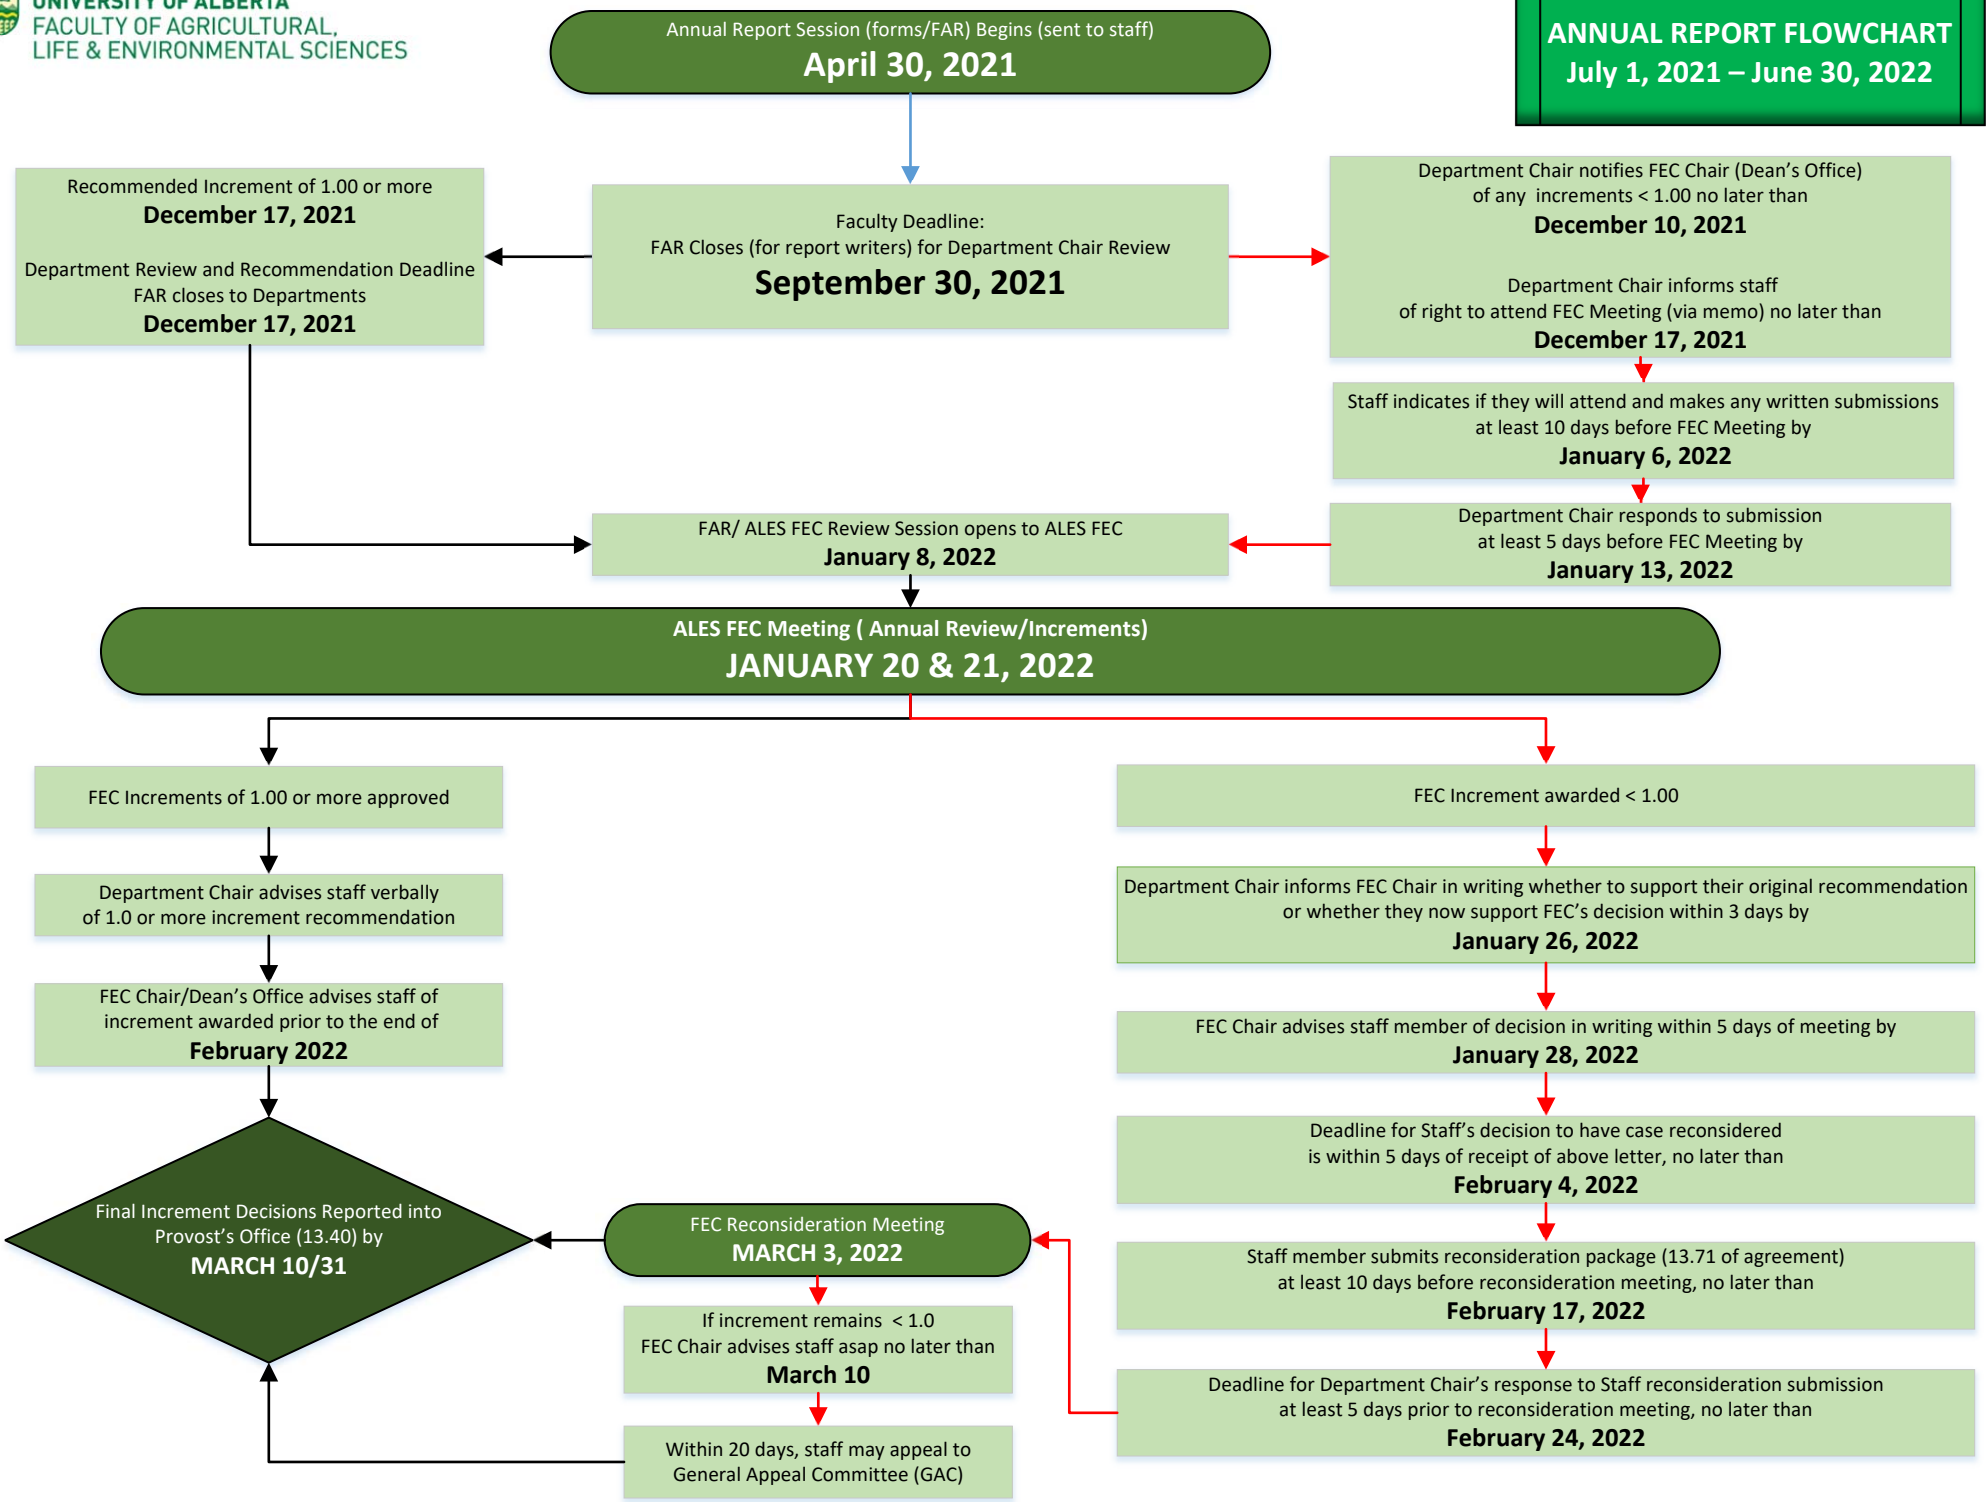 UNIVERSITY OF ALBERTA
FACULTY OF AGRICULTURAL,
LIFE & ENVIRONMENTAL SCIENCES
Annual Report Session (forms/FAR) Begins (sent to staff)
April 30, 2021
ANNUAL REPORT FLOWCHART
July 1, 2021 – June 30, 2022
Recommended Increment of 1.00 or more
December 17, 2021
Department Review and Recommendation Deadline
FAR closes to Departments
December 17, 2021
Faculty Deadline:
FAR Closes (for report writers) for Department Chair Review
September 30, 2021
Department Chair notifies FEC Chair (Dean's Office)
of any increments < 1.00 no later than
December 10, 2021
Department Chair informs staff
of right to attend FEC Meeting (via memo) no later than
December 17, 2021
Staff indicates if they will attend and makes any written submissions
at least 10 days before FEC Meeting by
January 6, 2022
Department Chair responds to submission
at least 5 days before FEC Meeting by
January 13, 2022
FAR/ ALES FEC Review Session opens to ALES FEC
January 8, 2022
ALES FEC Meeting ( Annual Review/Increments)
JANUARY 20 & 21, 2022
FEC Increments of 1.00 or more approved
Department Chair advises staff verbally
of 1.0 or more increment recommendation
FEC Chair/Dean's Office advises staff of
increment awarded prior to the end of
February 2022
Final Increment Decisions Reported into
Provost's Office (13.40) by
MARCH 10/31
FEC Increment awarded < 1.00
Department Chair informs FEC Chair in writing whether to support their original recommendation
or whether they now support FEC's decision within 3 days by
January 26, 2022
FEC Chair advises staff member of decision in writing within 5 days of meeting by
January 28, 2022
Deadline for Staff's decision to have case reconsidered
is within 5 days of receipt of above letter, no later than
February 4, 2022
Staff member submits reconsideration package (13.71 of agreement)
at least 10 days before reconsideration meeting, no later than
February 17, 2022
Deadline for Department Chair's response to Staff reconsideration submission
at least 5 days prior to reconsideration meeting, no later than
February 24, 2022
FEC Reconsideration Meeting
MARCH 3, 2022
If increment remains < 1.0
FEC Chair advises staff asap no later than
March 10
Within 20 days, staff may appeal to
General Appeal Committee (GAC)